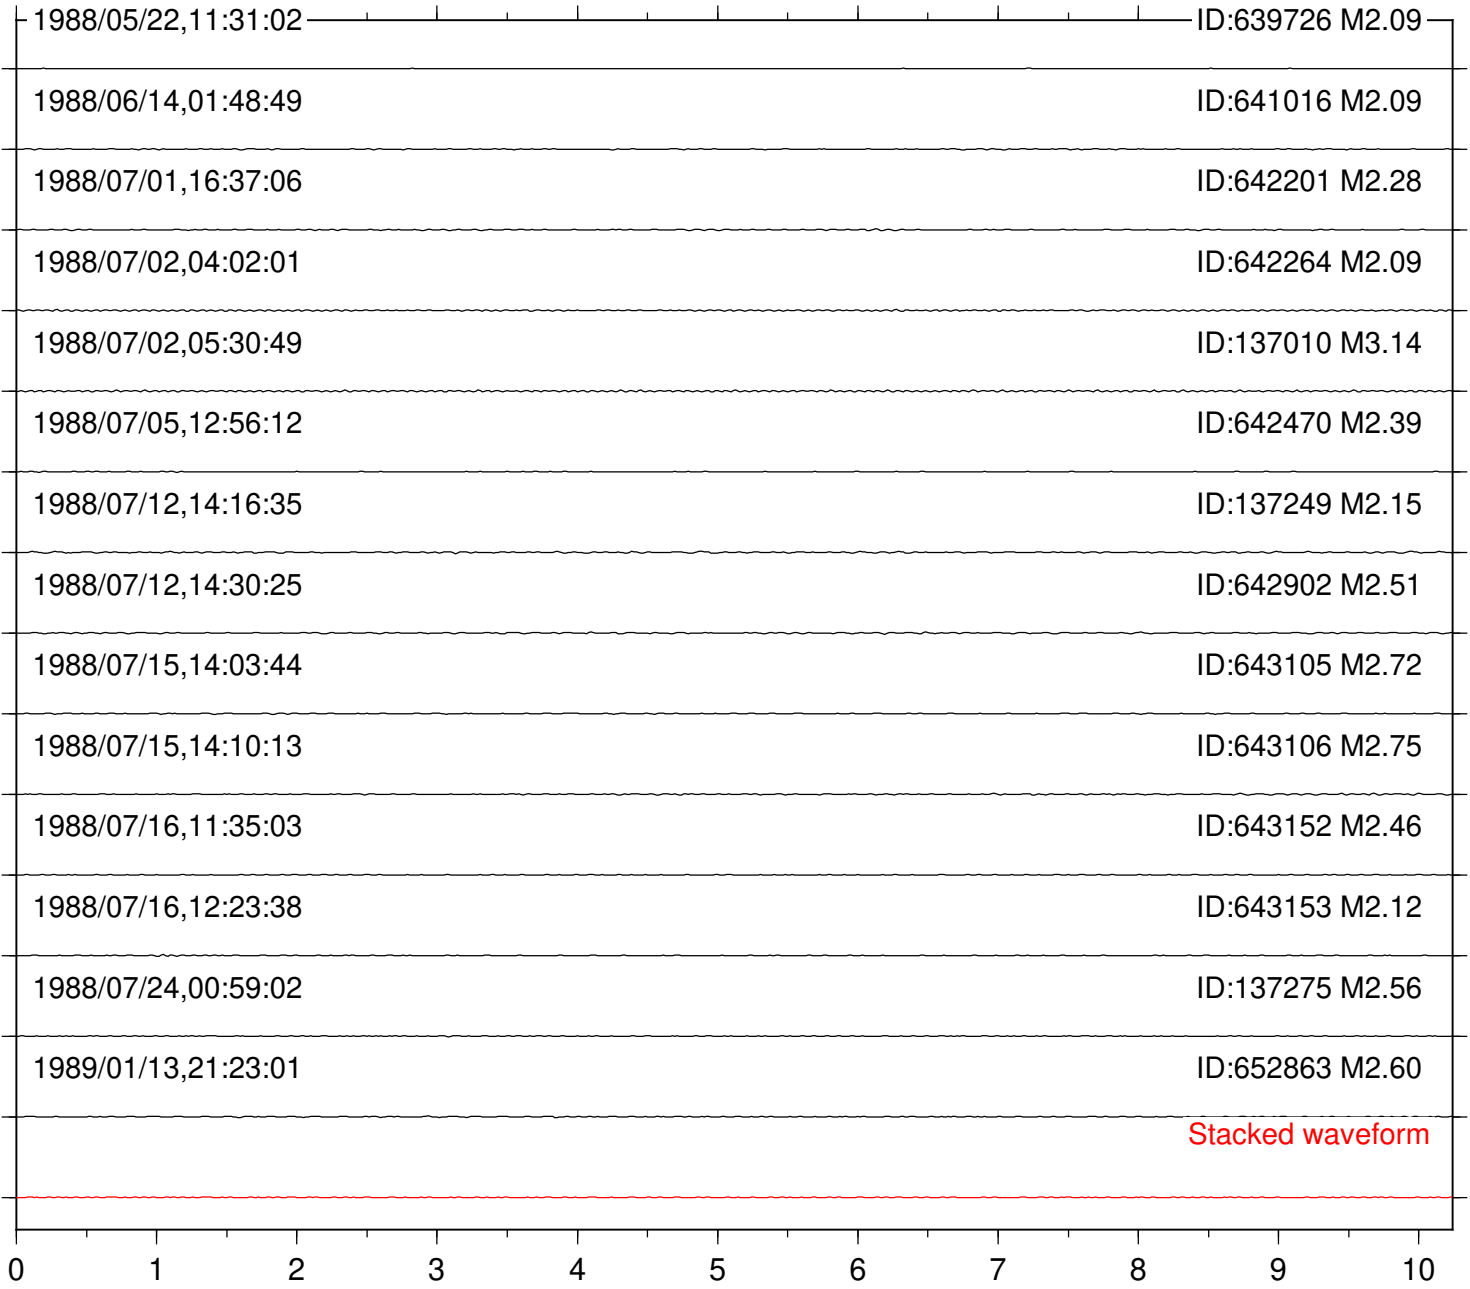 1988/05/22,11:31:02 ID:639726 M2.09
1988/06/14,01:48:49 ID:641016 M2.09
1988/07/01,16:37:06 ID:642201 M2.28
1988/07/02,04:02:01 ID:642264 M2.09
1988/07/02,05:30:49 ID:137010 M3.14
1988/07/05,12:56:12 ID:642470 M2.39
1988/07/12,14:16:35 ID:137249 M2.15
1988/07/12,14:30:25 ID:642902 M2.51
1988/07/15,14:03:44 ID:643105 M2.72
1988/07/15,14:10:13 ID:643106 M2.75
1988/07/16,11:35:03 ID:643152 M2.46
1988/07/16,12:23:38 ID:643153 M2.12
1988/07/24,00:59:02 ID:137275 M2.56
1989/01/13,21:23:01 ID:652863 M2.60
Stacked waveform
0 1 2 3 4 5 6 7 8 9 10